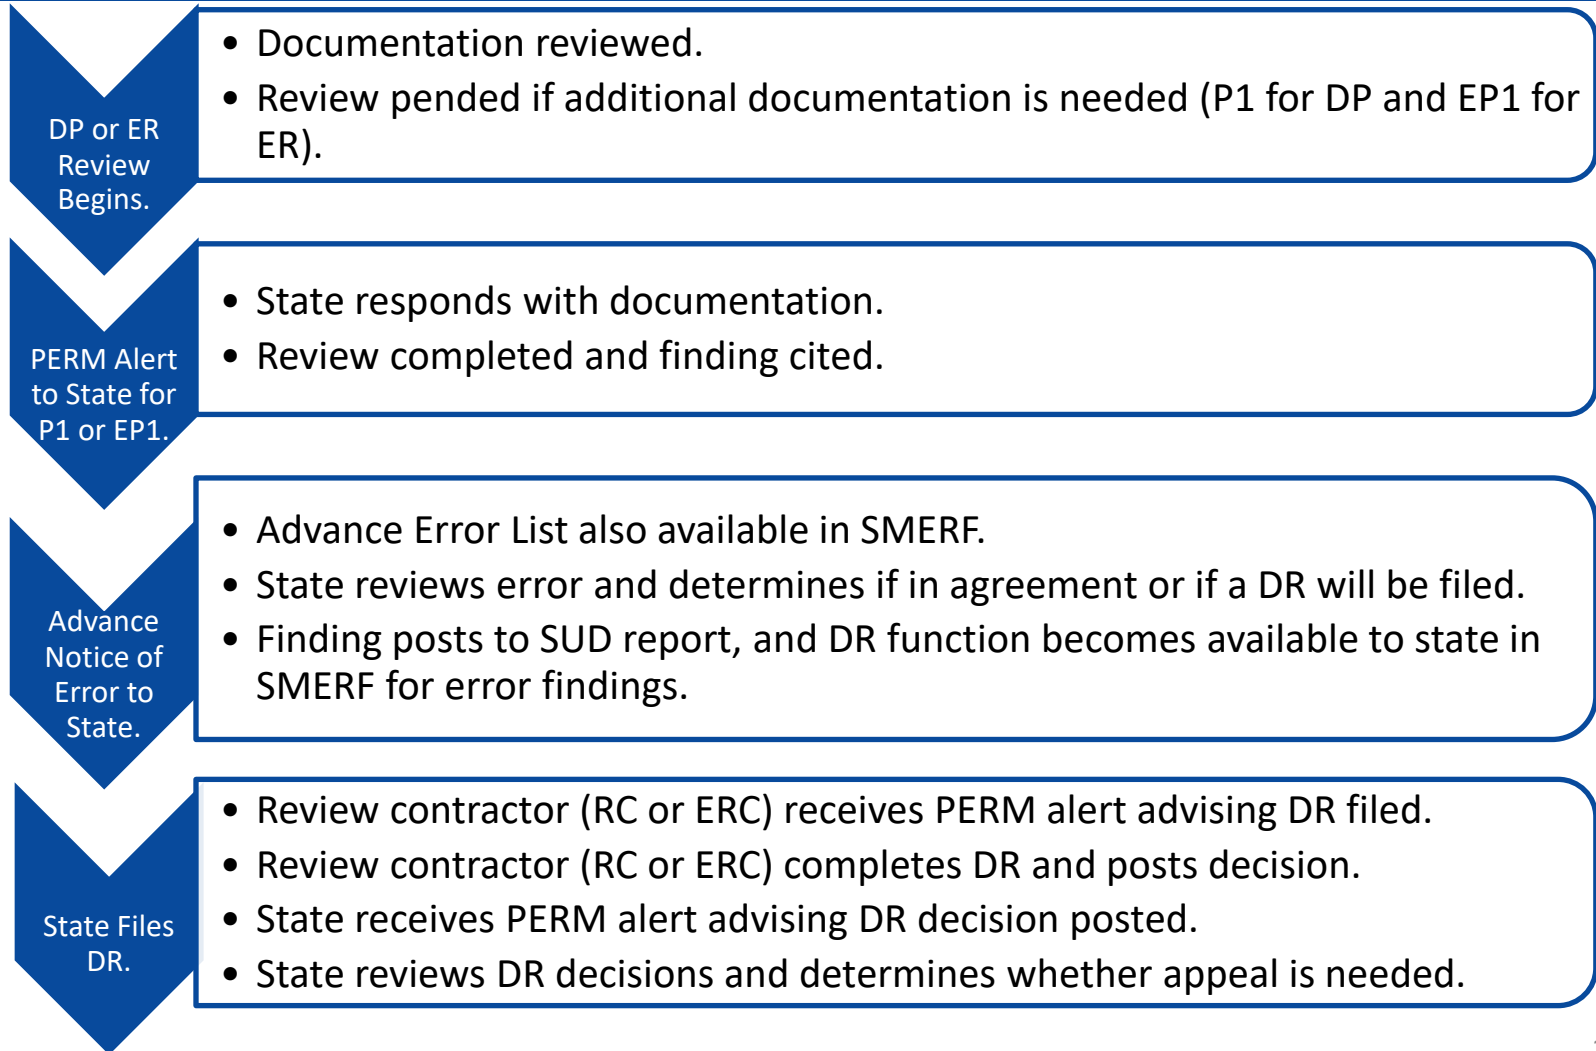 DP or ER
Review
Begins.
• Documentation reviewed.
• Review pended if additional documentation is needed (P1 for DP and EP1 for
ER).
PERM Alert
to State for
P1 or EP1.
• State responds with documentation.
• Review completed and finding cited.
Advance
Notice of
Error to
State.
• Advance Error List also available in SMERF.
• State reviews error and determines if in agreement or if a DR will be filed.
• Finding posts to SUD report, and DR function becomes available to state in
SMERF for error findings.
State Files
DR.
• Review contractor (RC or ERC) receives PERM alert advising DR filed.
• Review contractor (RC or ERC) completes DR and posts decision.
• State receives PERM alert advising DR decision posted.
• State reviews DR decisions and determines whether appeal is needed.